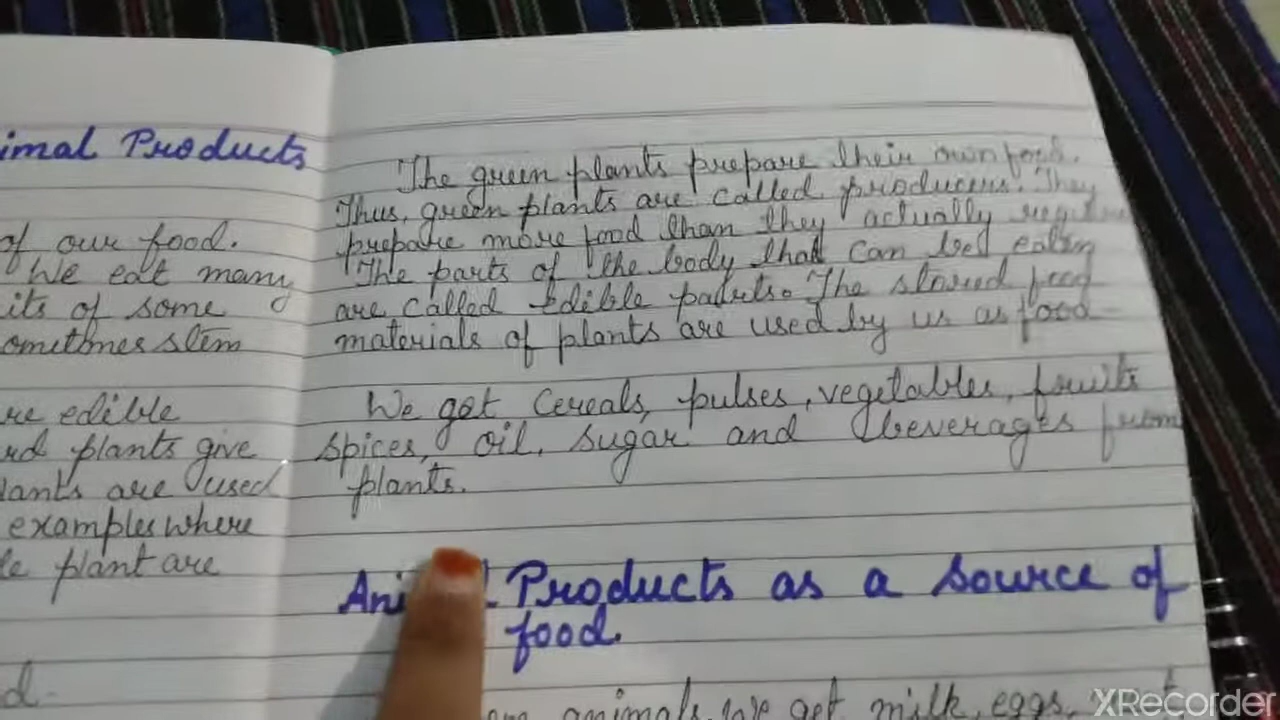 imal Products
of our food.
We eat many
its of some
ometimes stem
re edible
rd plants give
lants are used
examples where
le plant are
d.
The green plants prepare their own food.
Thus, green plants are called producers. They
prepare more food than they actually
The parts of the body that can bed eaten
are called Edible parts. The stored food
materials of plants are used by us as food
We get Cereals, pulses, vegetables, fruits
spices, oil, sugar and beverages from
plants.
Products as a source of
food.
animals. We get milk, eggs,
XRecorder